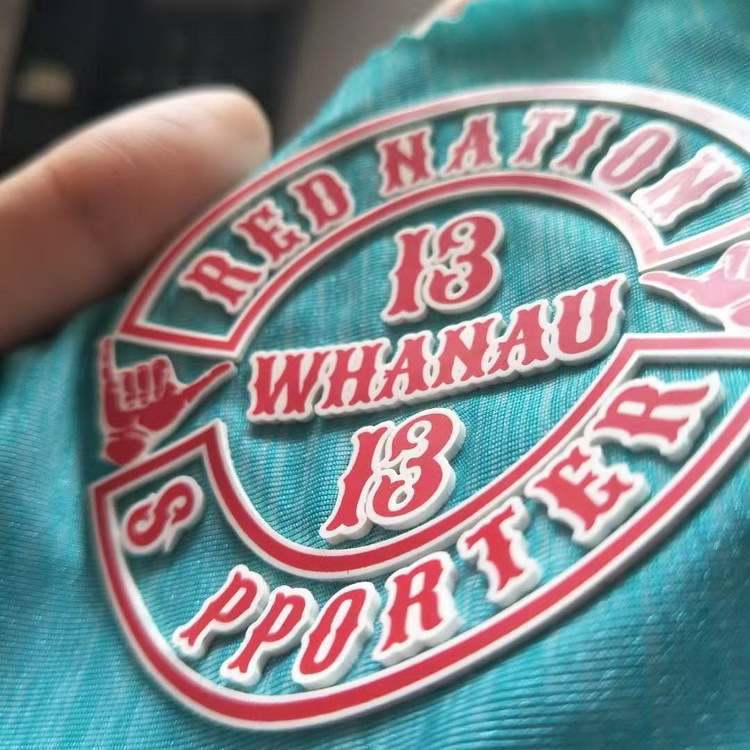 RED NATION
13
WHANAU
13
S PPORTER